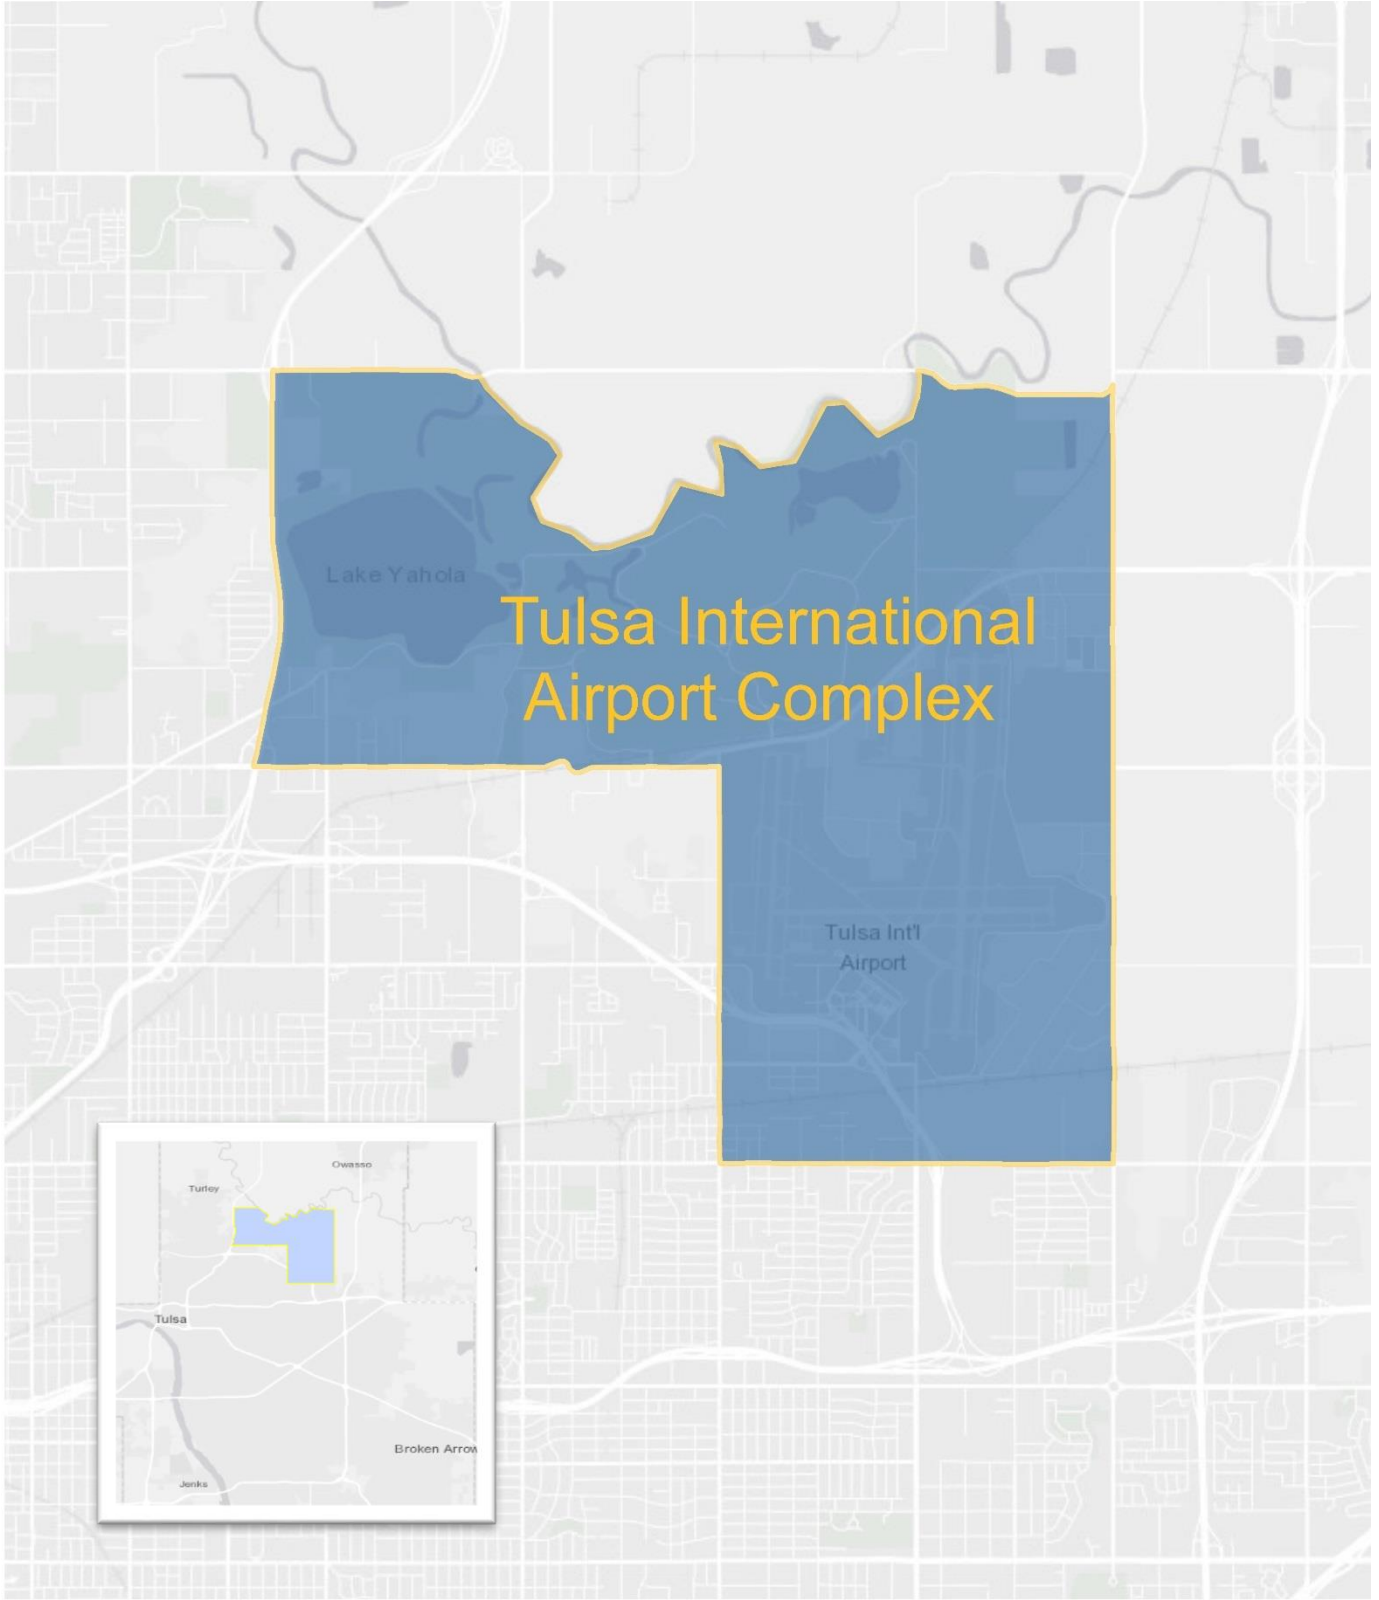 Lake Yahola
Tulsa International
Airport Complex
Tulsa Int'l
Airport
Owasso
Turley
Tulsa
Broken Arrow
Jenks